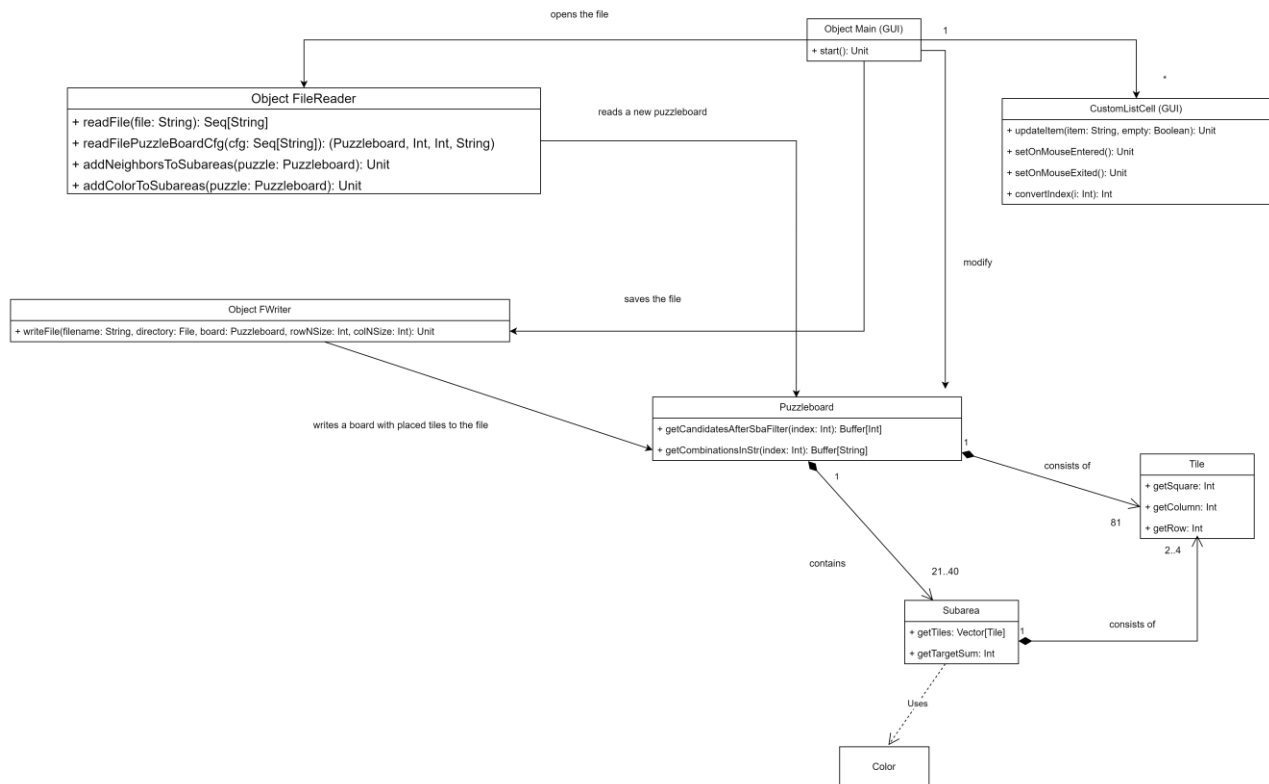 opens the file
Object Main (GUI)
+ start(): Unit
1
*
Object FileReader
+ readFile(file: String): Seq[String]
+ readFilePuzzleBoardCfg(cfg: Seq[String]): (Puzzleboard, Int, Int, String)
+ addNeighborsToSubareas(puzzle: Puzzleboard): Unit
+ addColorToSubareas(puzzle: Puzzleboard): Unit
reads a new puzzleboard
CustomListCell (GUI)
+ updateItem(item: String, empty: Boolean): Unit
+ setOnMouseEntered(): Unit
+ setOnMouseExited(): Unit
+ convertIndex(i: Int): Int
modify
saves the file
Object FWriter
+ writeFile(filename: String, directory: File, board: Puzzleboard, rowNSize: Int, colNSize: Int): Unit
writes a board with placed tiles to the file
Puzzleboard
+ getCandidatesAfterSbaFilter(index: Int): Buffer[Int]
+ getCombinationsInStr(index: Int): Buffer[String]
1
consists of
81
Tile
+ getSquare: Int
+ getColumn: Int
+ getRow: Int
2..4
1
contains
21..40
Subarea
+ getTiles: Vector[Tile]
+ getTargetSum: Int
1
consists of
Uses
Color